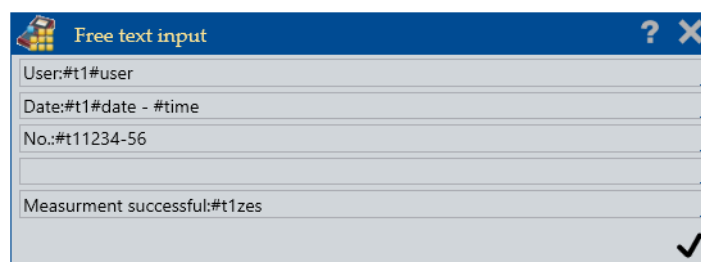 Free text input
User:#t1#user
Date:#t1#date - #time
No.:#t11234-56
Measurment successful:#t1zes